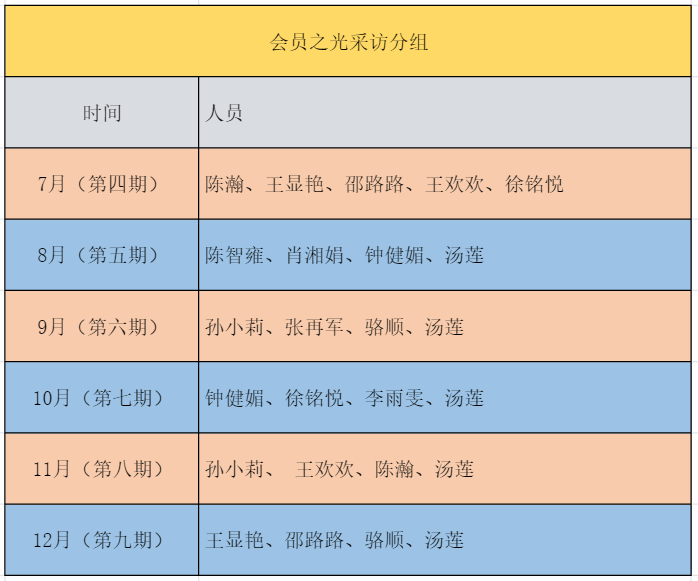 会员之光采访分组
时间 人员
7月（第四期） 陈瀚、王显艳、邵路路、王欢欢、徐铭悦
8月（第五期） 陈智雍、肖湘娟、钟健媚、汤莲
9月（第六期） 孙小莉、张再军、骆顺、汤莲
10月（第七期） 钟健媚、徐铭悦、李雨雯、汤莲
11月（第八期） 孙小莉、 王欢欢、陈瀚、汤莲
12月（第九期） 王显艳、邵路路、骆顺、汤莲